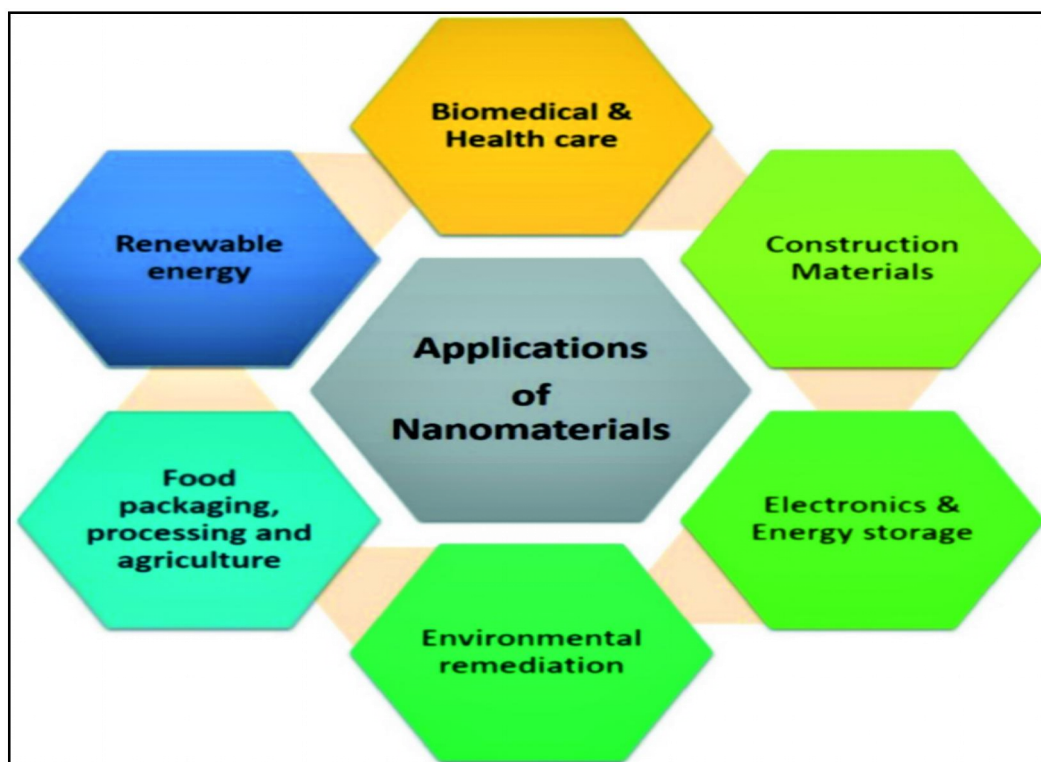 Biomedical &
Health care
Renewable
energy
Construction
Materials
Applications
of
Nanomaterials
Food
packaging,
processing and
agriculture
Electronics &
Energy storage
Environmental
remediation